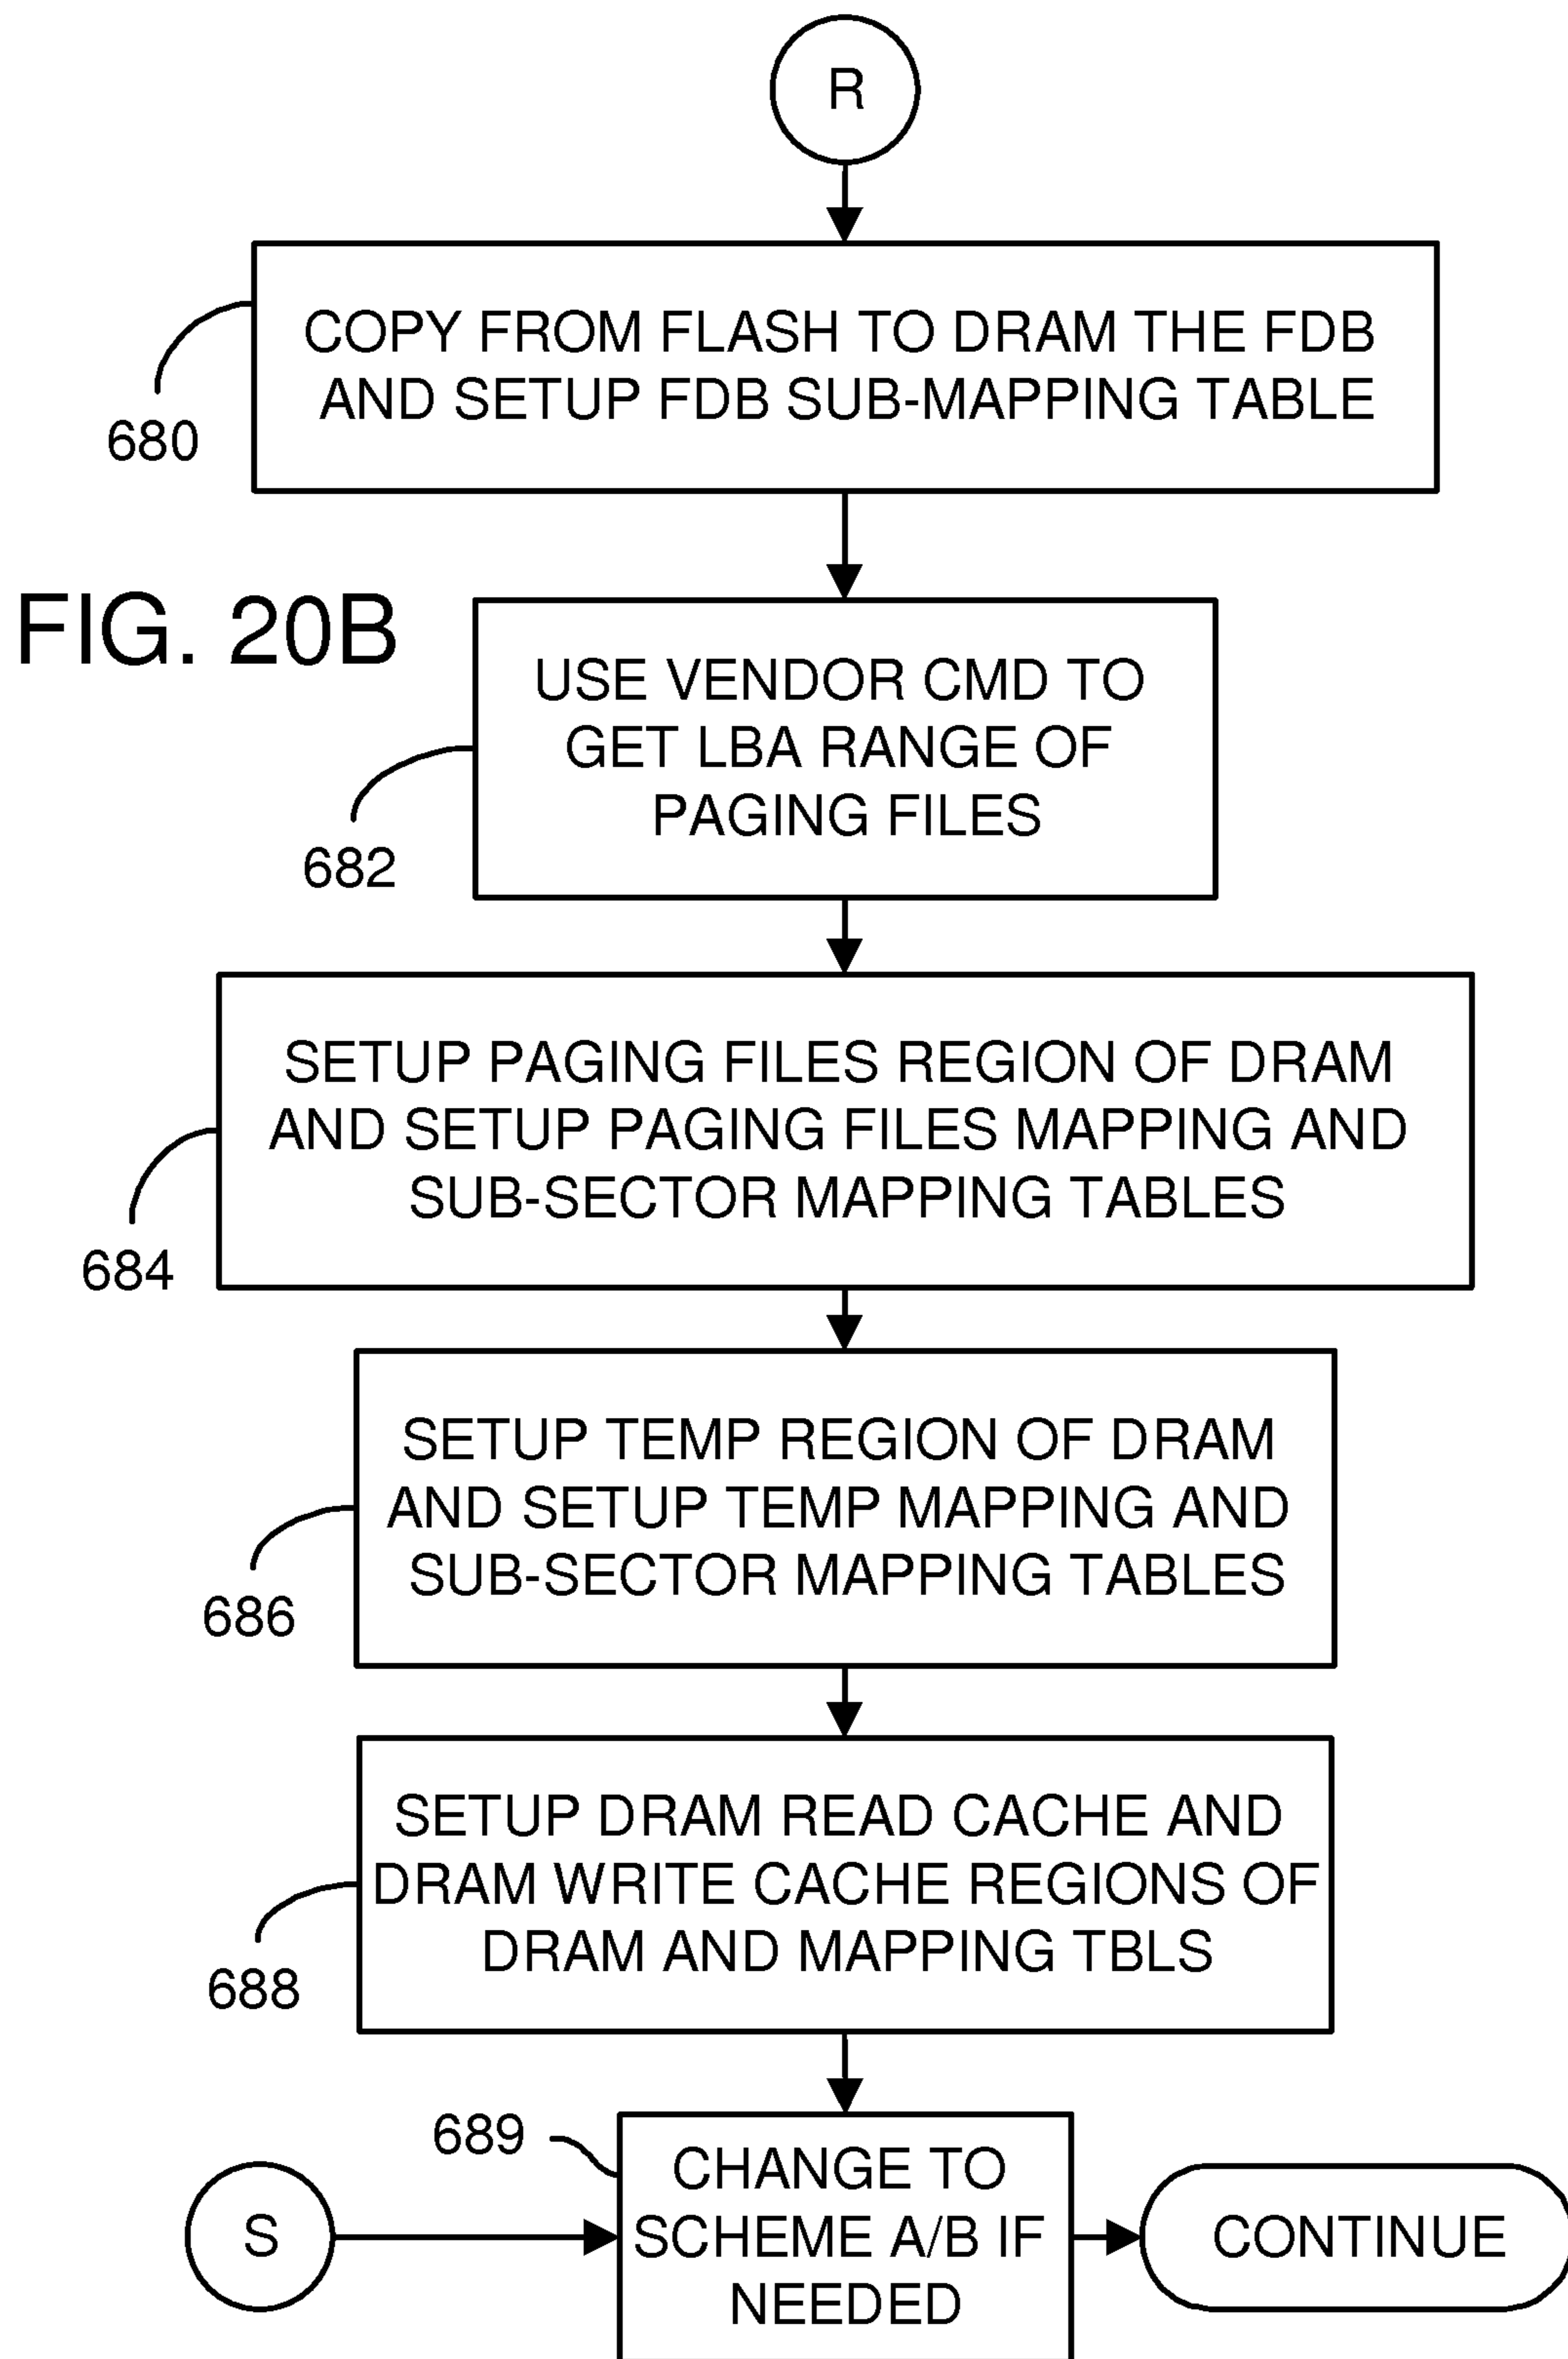 R
COPY FROM FLASH TO DRAM THE FDB
AND SETUP FDB SUB-MAPPING TABLE
680
FIG. 20B
USE VENDOR CMD TO
GET LBA RANGE OF
PAGING FILES
682
SETUP PAGING FILES REGION OF DRAM
AND SETUP PAGING FILES MAPPING AND
SUB-SECTOR MAPPING TABLES
684
SETUP TEMP REGION OF DRAM
AND SETUP TEMP MAPPING AND
SUB-SECTOR MAPPING TABLES
686
SETUP DRAM READ CACHE AND
DRAM WRITE CACHE REGIONS OF
DRAM AND MAPPING TBLS
688
689
CHANGE TO
SCHEME A/B IF
NEEDED
S
CONTINUE